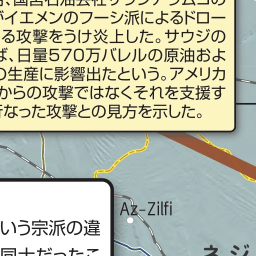 国営石油会社サウジアラムコの
がイエメンのフーシ派によるドロー
る攻撃をうけ炎上した。サウジの
ば、日量570万バレルの原油およ
の生産に影響出たという。アメリカ
からの攻撃ではなくそれを支援す
行なった攻撃との見方を示した。
Az-Zilfi
いう宗派の違
同士だったこ
ネジ